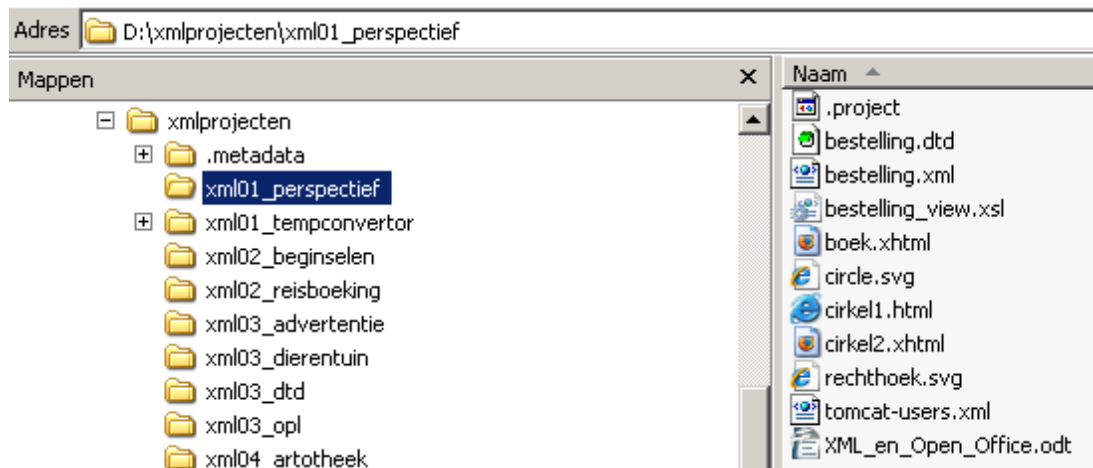 Adres D:\xmlprojecten\xml01_perspectief
Mappen
xmlprojecten
.metadata
xml01_perspectief
xml01_tempconvertor
xml02_beginselen
xml02_reisboeking
xml03_advertentie
xml03_dierentuin
xml03_dtd
xml03_opl
xml04_artotheek
Naam
.project
bestelling.dtd
bestelling.xml
bestelling_view.xsl
boek.xhtml
circle.svg
cirkel1.html
cirkel2.xhtml
rechthoek.svg
tomcat-users.xml
XML_en_Open_Office.odt